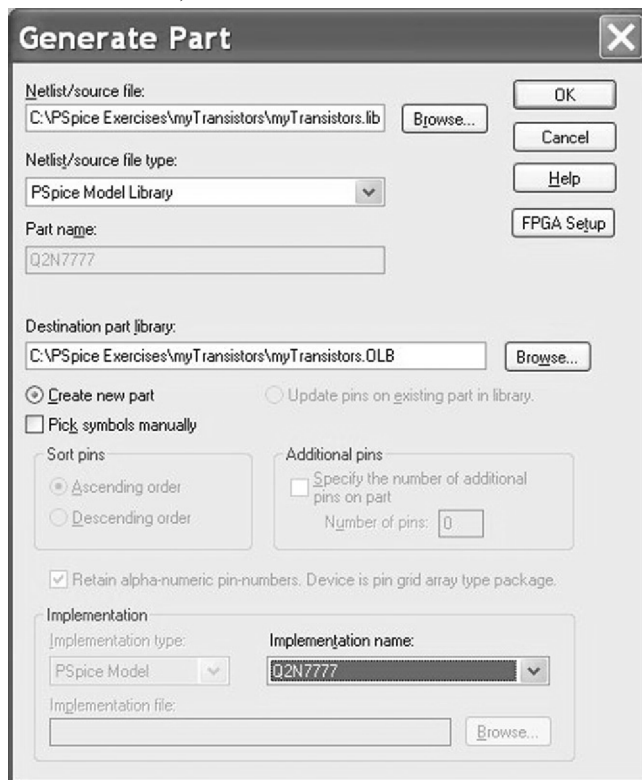 Generate Part
Netlist/source file:
OK
C:\PSpice Exercises\myTransistors\myTransistors.lib
Browse...
Cancel
Netlist/source file type:
Help
PSpice Model Library
FPGA Setup
Part name:
Q2N7777
Destination part library:
C:\PSpice Exercises\myTransistors\myTransistors.OLB
Browse...
Create new part
Update pins on existing part in library.
Pick symbols manually
Sort pins
Additional pins
Ascending order
Specify the number of additional
pins on part
Descending order
Number of pins: 0
Retain alpha-numeric pin-numbers. Device is pin grid array type package.
Implementation
Implementation type:
Implementation name:
PSpice Model
Q2N7777
Implementation file:
Browse...